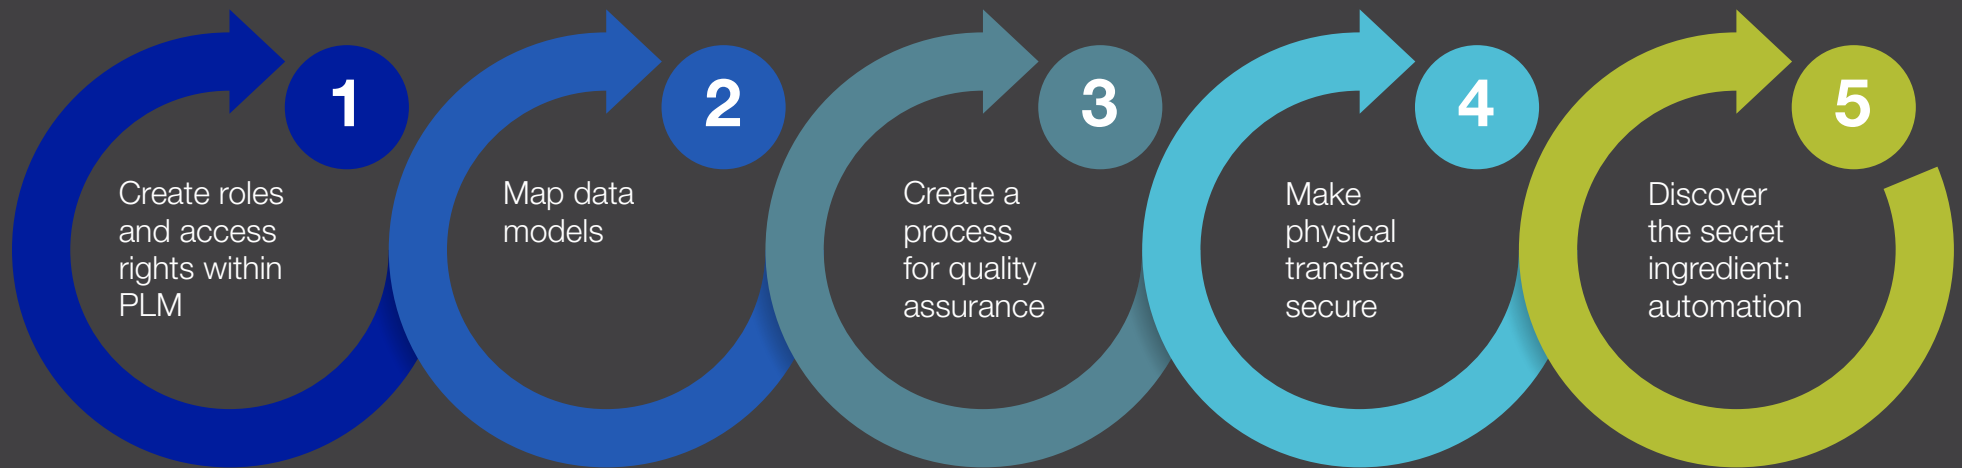 1
Create roles
and access
rights within
PLM
2
Map data
models
3
Create a
process
for quality
assurance
4
Make
physical
transfers
secure
5
Discover
the secret
ingredient:
automation